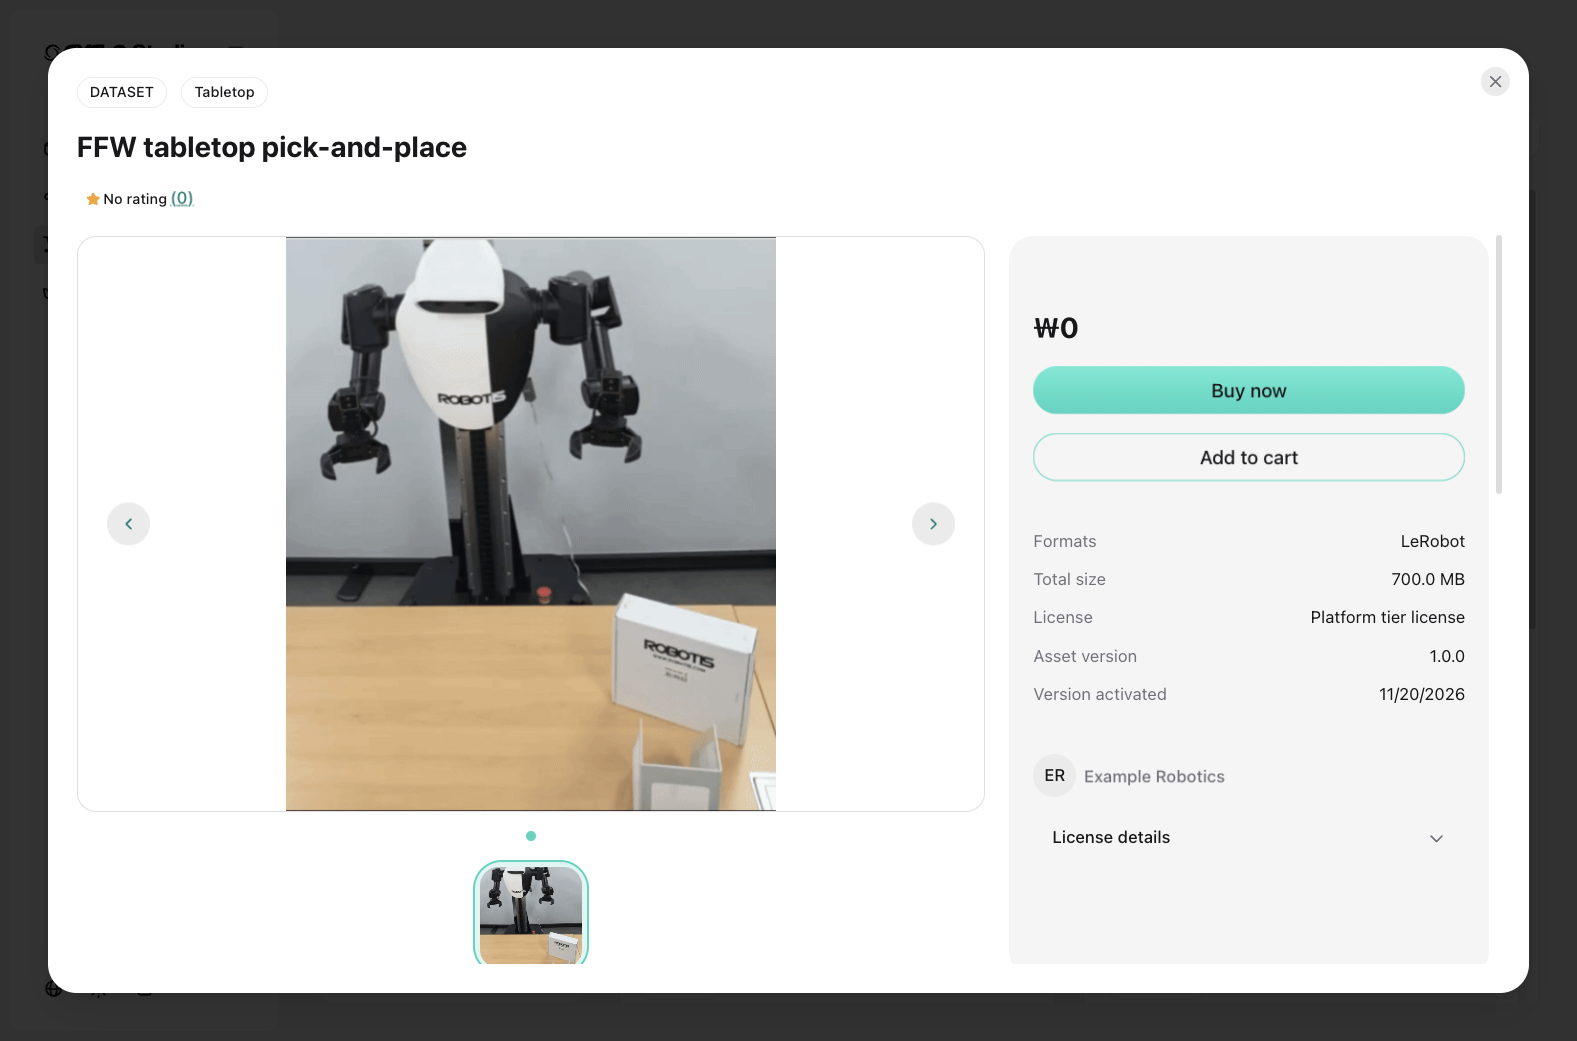 DATASET
Tabletop
FFW tabletop pick-and-place
No rating (0)
ROBOTIS
ROBOTIS
₩0
Buy now
Add to cart
Formats
LeRobot
Total size
700.0 MB
License
Platform tier license
Asset version
1.0.0
Version activated
11/20/2026
ER
Example Robotics
License details